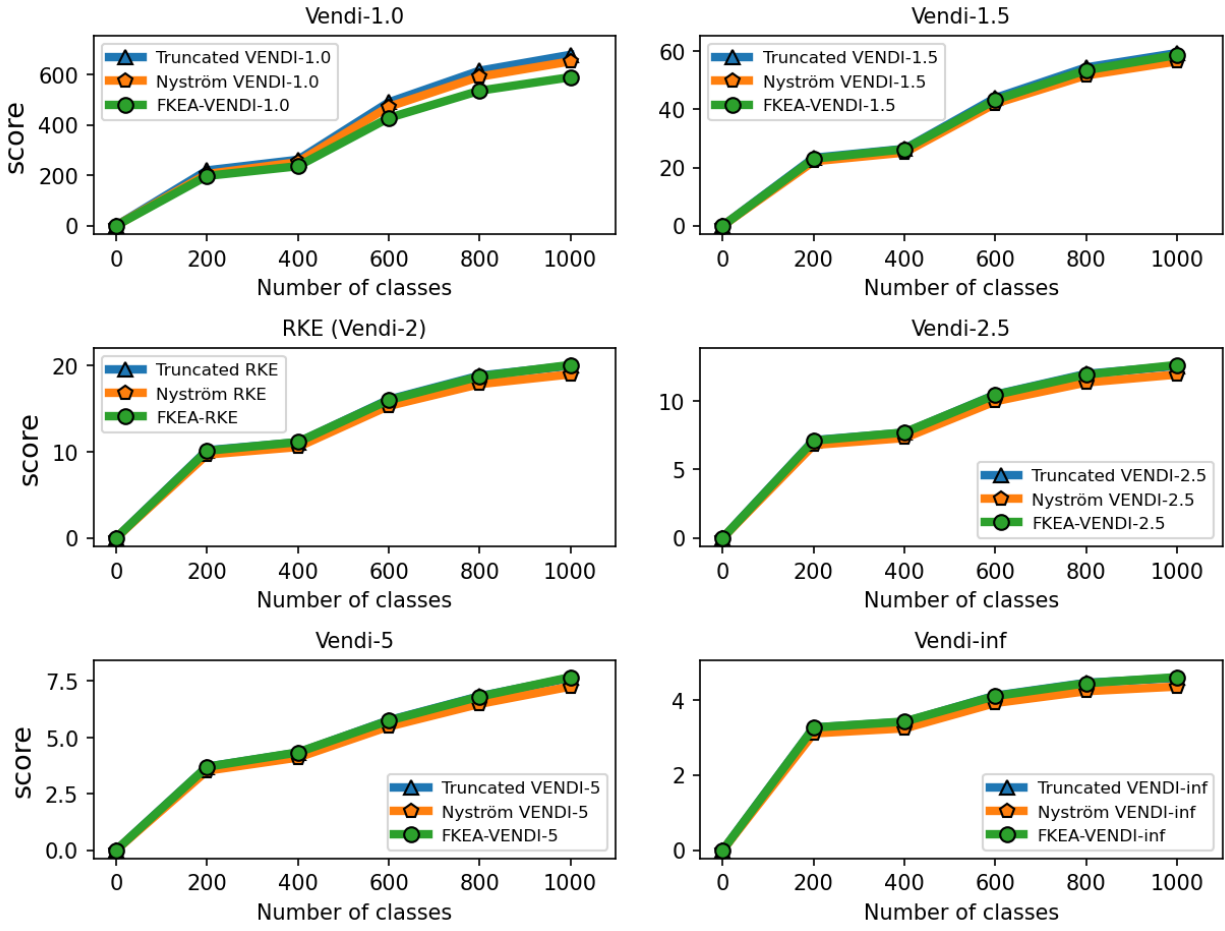 Vendi-1.0
score
600
400
200
0
Truncated VENDI-1.0
Nyström VENDI-1.0
FKEA-VENDI-1.0
0 200 400 600 800 1000
Number of classes
Vendi-1.5
60
40
20
0
Truncated VENDI-1.5
Nyström VENDI-1.5
FKEA-VENDI-1.5
0 200 400 600 800 1000
Number of classes
RKE (Vendi-2)
score
20
10
0
Truncated RKE
Nyström RKE
FKEA-RKE
0 200 400 600 800 1000
Number of classes
Vendi-2.5
10
5
0
Truncated VENDI-2.5
Nyström VENDI-2.5
FKEA-VENDI-2.5
0 200 400 600 800 1000
Number of classes
Vendi-5
score
7.5
5.0
2.5
0.0
Truncated VENDI-5
Nyström VENDI-5
FKEA-VENDI-5
0 200 400 600 800 1000
Number of classes
Vendi-inf
4
2
0
Truncated VENDI-inf
Nyström VENDI-inf
FKEA-VENDI-inf
0 200 400 600 800 1000
Number of classes